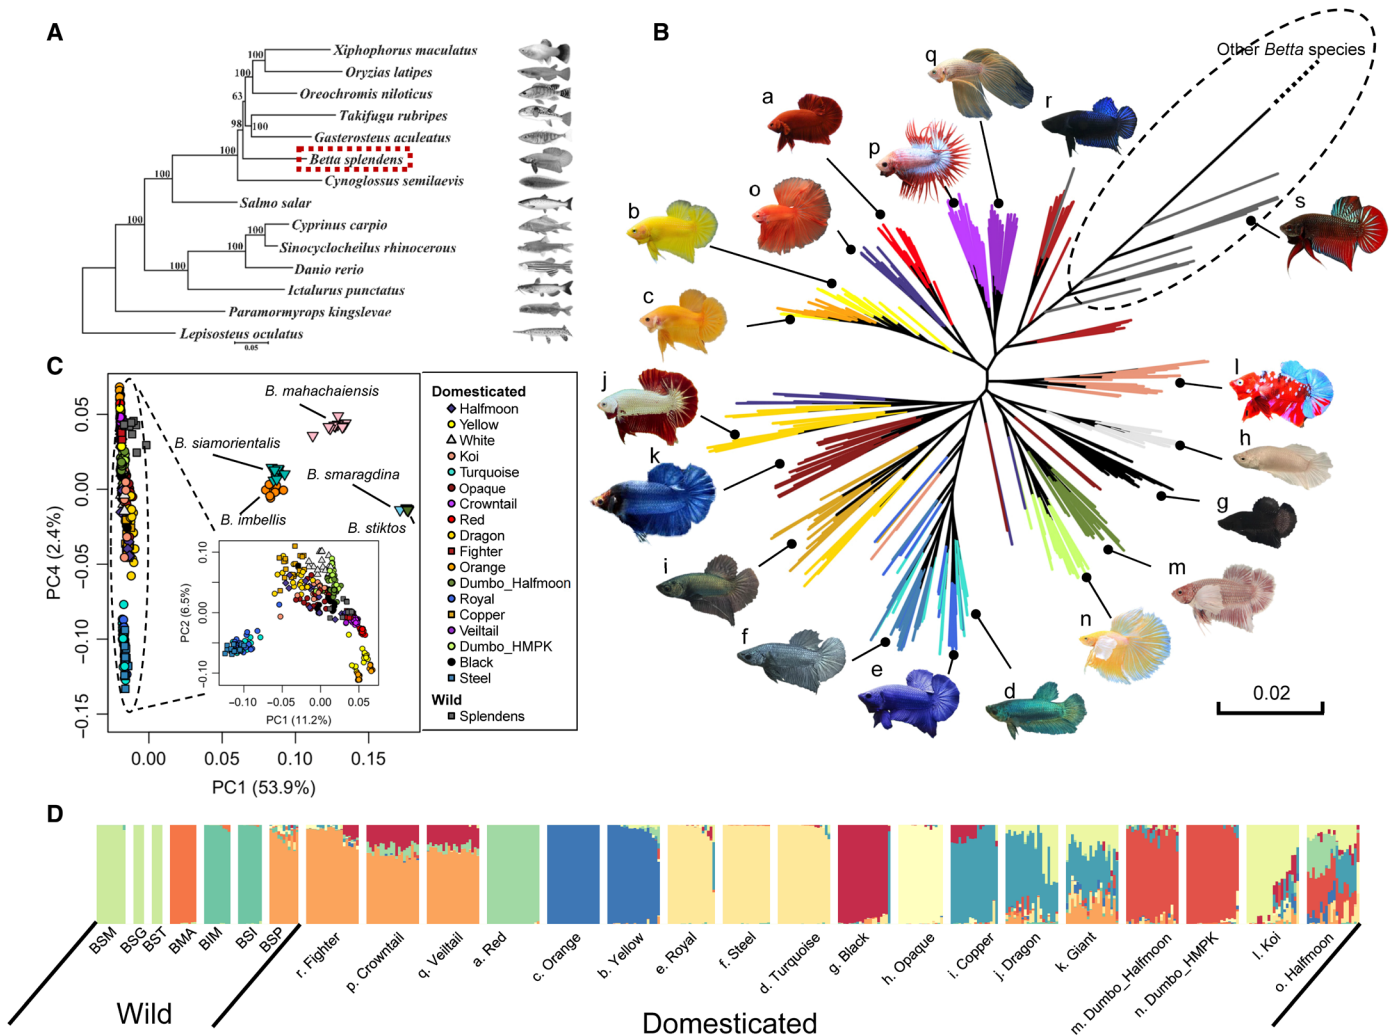 A
Xiphophorus maculatus
Oryzias latipes
Oreochromis niloticus
Takifugu rubripes
Gasterosteus aculeatus
Betta splendens
Cynoglossus semilaevis
Salmo salar
Cyprinus carpio
Sinocyclocheilus rhinocerous
Danio rerio
Ictalurus punctatus
Paramormyrops kingslevae
Lepisosteus oculatus
100
100
63
100
98
100
100
100
100
100
100
0.05
B
Other Betta species
a
b
c
o
p
q
r
s
j
k
i
f
e
d
n
m
g
h
l
0.02
C
PC4 (2.4%)
0.05
0.00
−0.05
−0.10
−0.15
0.00
0.05
0.10
0.15
PC1 (53.9%)
B. mahachaiensis
B. siamorientalis
B. smaragdina
B. imbellis
B. stiktos
PC2 (6.5%)
0.10
0.00
−0.10
−0.10
−0.05
0.00
0.05
PC1 (11.2%)
Domesticated
Halfmoon
Yellow
White
Koi
Turquoise
Opaque
Crowntail
Red
Dragon
Fighter
Orange
Dumbo_Halfmoon
Royal
Copper
Veiltail
Dumbo_HMPK
Black
Steel
Wild
Splendens
D
BSM
BSG
BST
BMA
BIM
BSI
BSP
r. Fighter
p. Crowntail
q. Veiltail
a. Red
c. Orange
b. Yellow
e. Royal
f. Steel
d. Turquoise
g. Black
h. Opaque
i. Copper
j. Dragon
k. Giant
m. Dumbo_Halfmoon
n. Dumbo_HMPK
l. Koi
o. Halfmoon
Wild
Domesticated